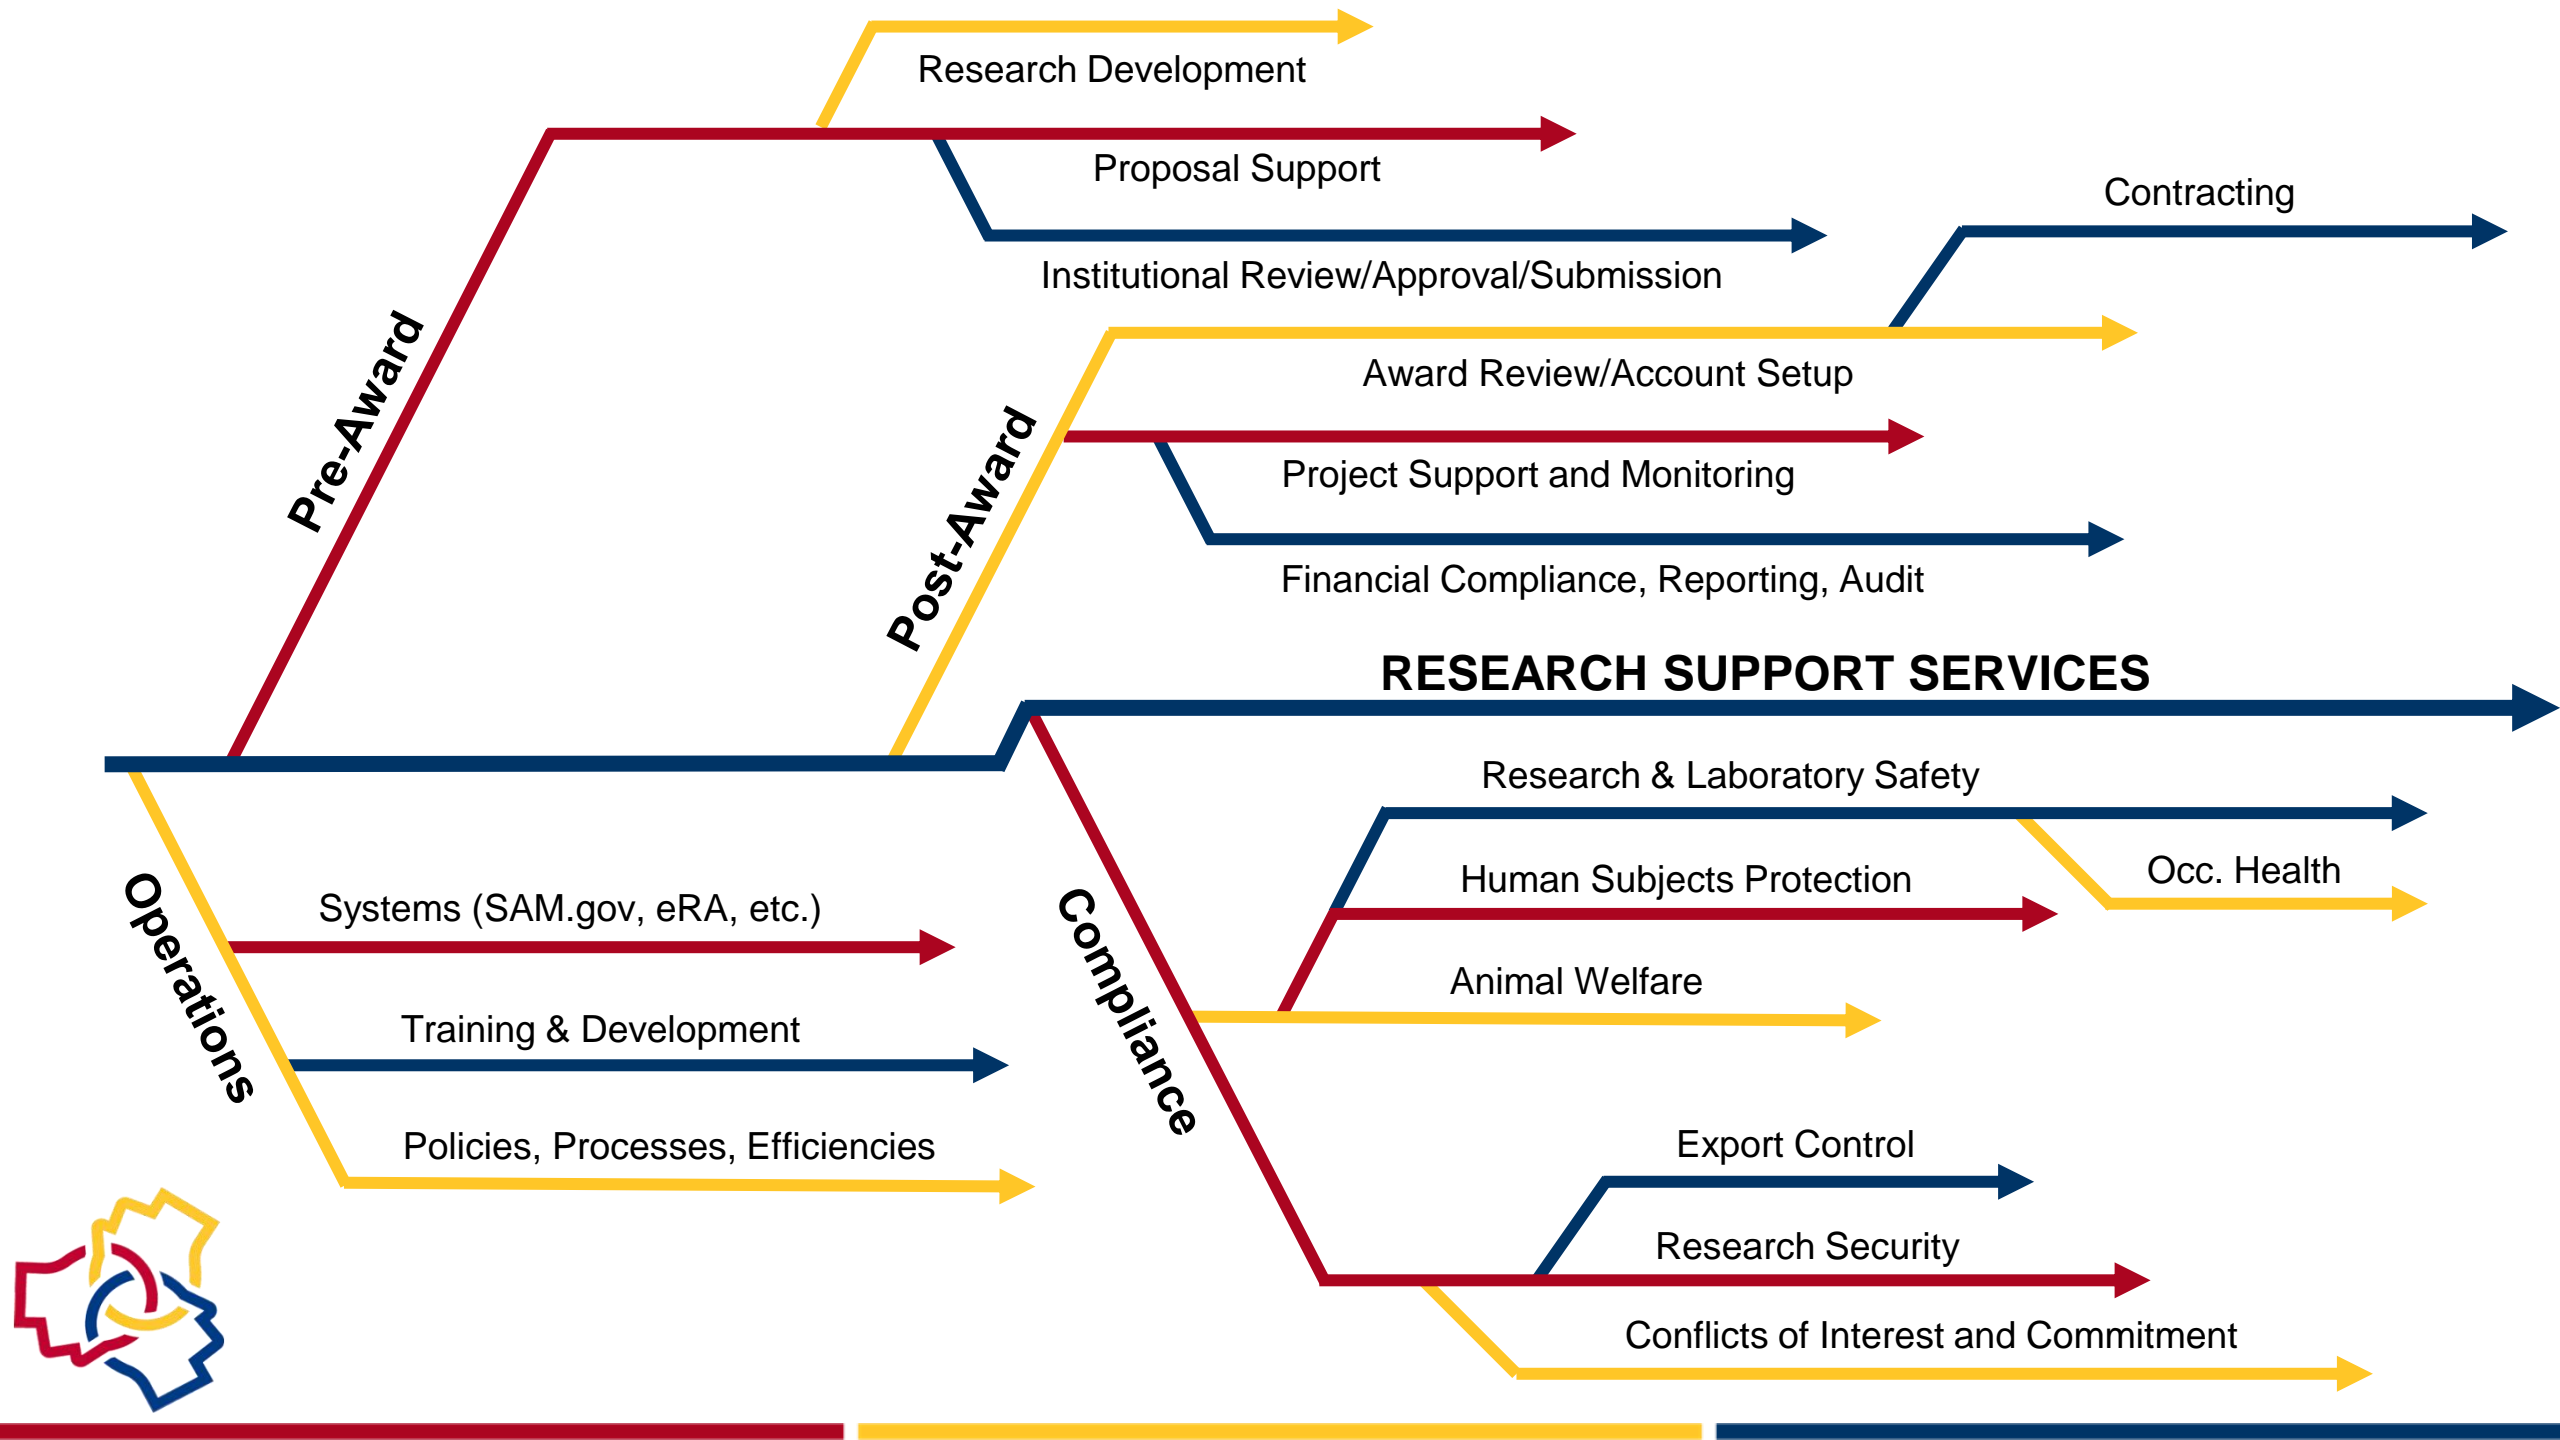 Research Development
Proposal Support
Contracting
Institutional Review/Approval/Submission
Pre-Award
Award Review/Account Setup
Post-Award
Project Support and Monitoring
Financial Compliance, Reporting, Audit
RESEARCH SUPPORT SERVICES
Research & Laboratory Safety
Occ. Health
Human Subjects Protection
Animal Welfare
Compliance
Operations
Systems (SAM.gov, eRA, etc.)
Training & Development
Policies, Processes, Efficiencies
Export Control
Research Security
Conflicts of Interest and Commitment